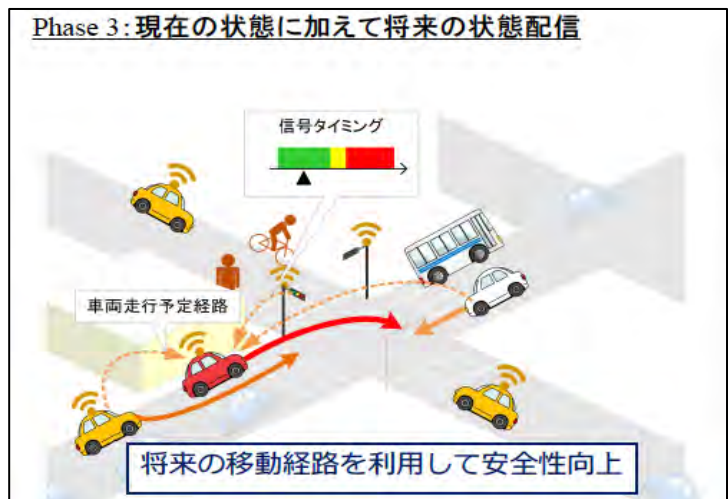 Phase 3：現在の状態に加えて将来の状態配信
信号タイミング
車両走行予定経路
将来の移動経路を利用して安全性向上